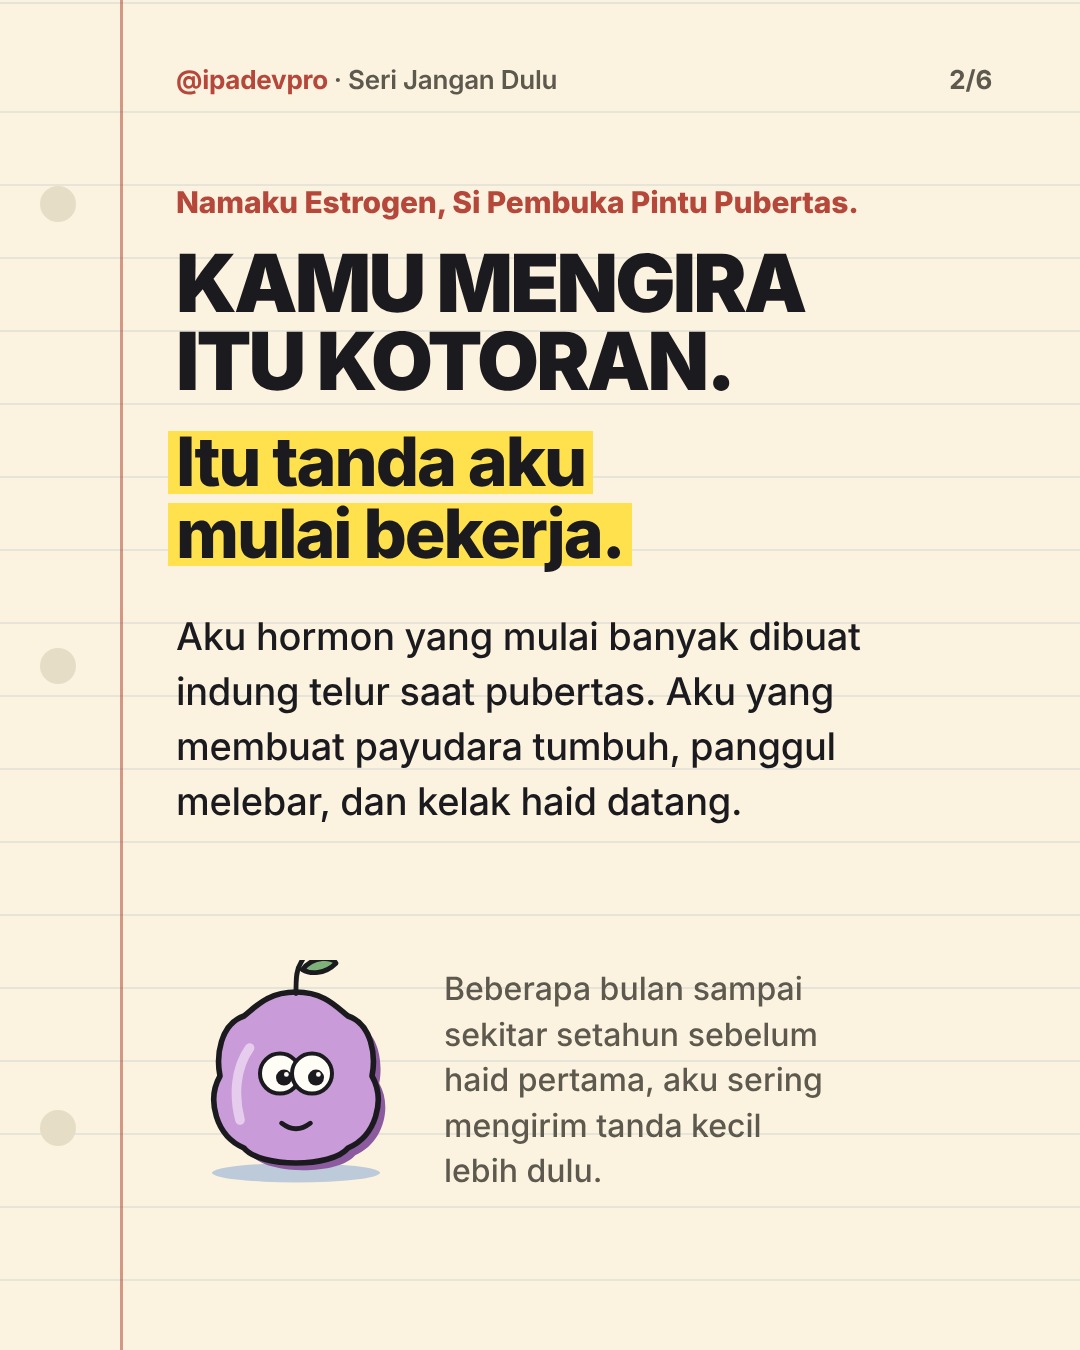 @ipadevpro · Seri Jangan Dulu
2/6
Namaku Estrogen, Si Pembuka Pintu Pubertas.
KAMU MENGIRA
ITU KOTORAN.
Itu tanda aku
mulai bekerja.
Aku hormon yang mulai banyak dibuat
indung telur saat pubertas. Aku yang
membuat payudara tumbuh, panggul
melebar, dan kelak haid datang.
Beberapa bulan sampai
sekitar setahun sebelum
haid pertama, aku sering
mengirim tanda kecil
lebih dulu.